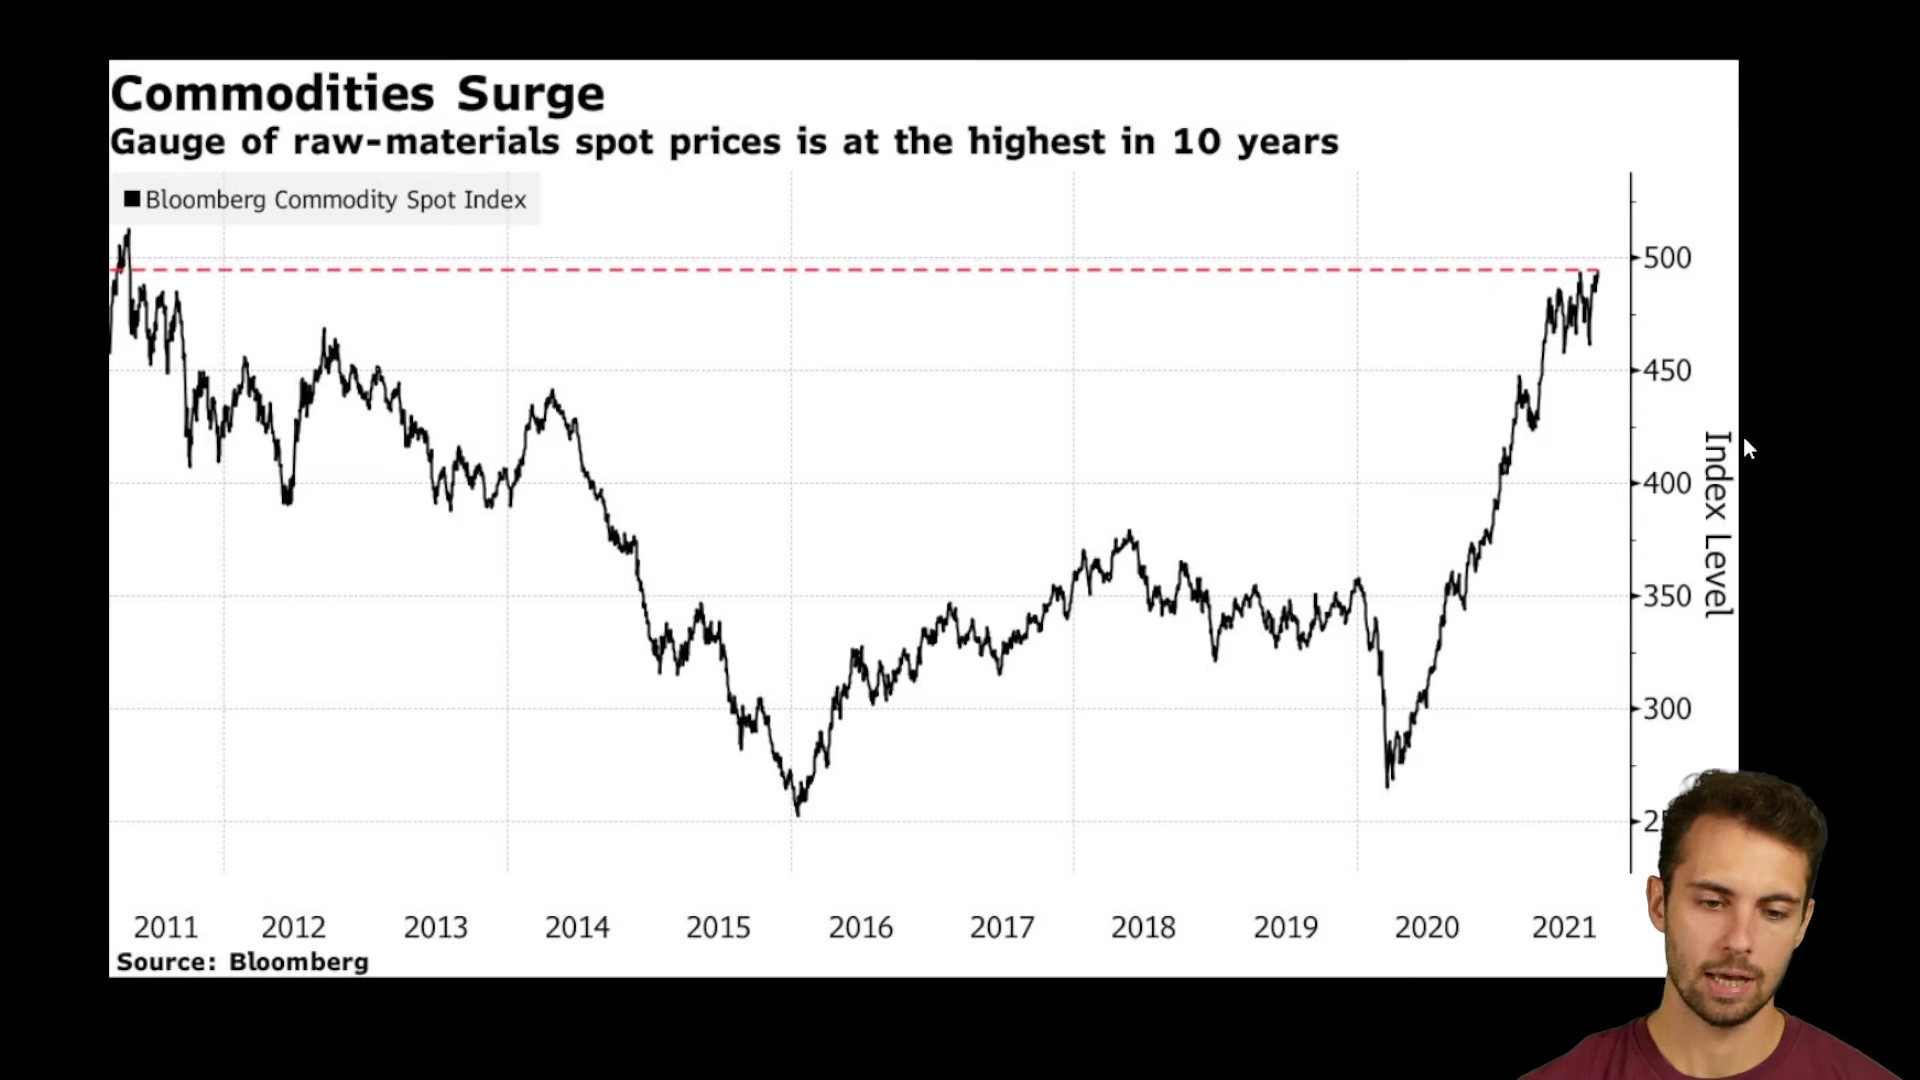 Commodities Surge
Gauge of raw-materials spot prices is at the highest in 10 years
Bloomberg Commodity Spot Index
500
450
400
350
300
Index Level
2011 2012 2013 2014 2015 2016 2017 2018 2019 2020 2021
Source: Bloomberg